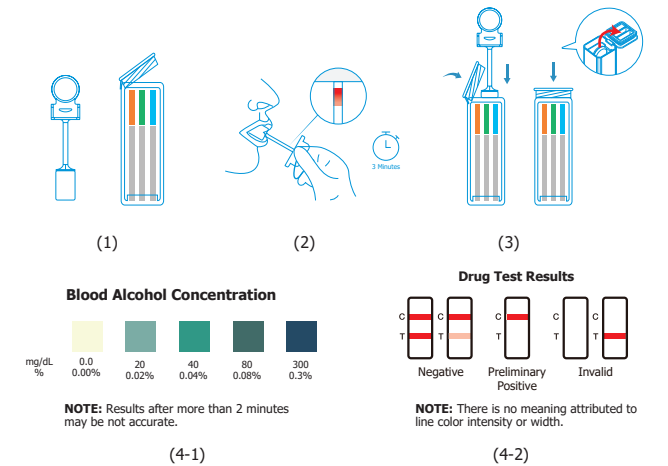 3 Minutes
(1)
(2)
(3)
Blood Alcohol Concentration
mg/dL 0.0 20 40 80 300
% 0.00% 0.02% 0.04% 0.08% 0.3%
NOTE: Results after more than 2 minutes
may be not accurate.
(4-1)
Drug Test Results
C C C C C
T T T T T
Negative Preliminary Invalid
Positive
NOTE: There is no meaning attributed to
line color intensity or width.
(4-2)